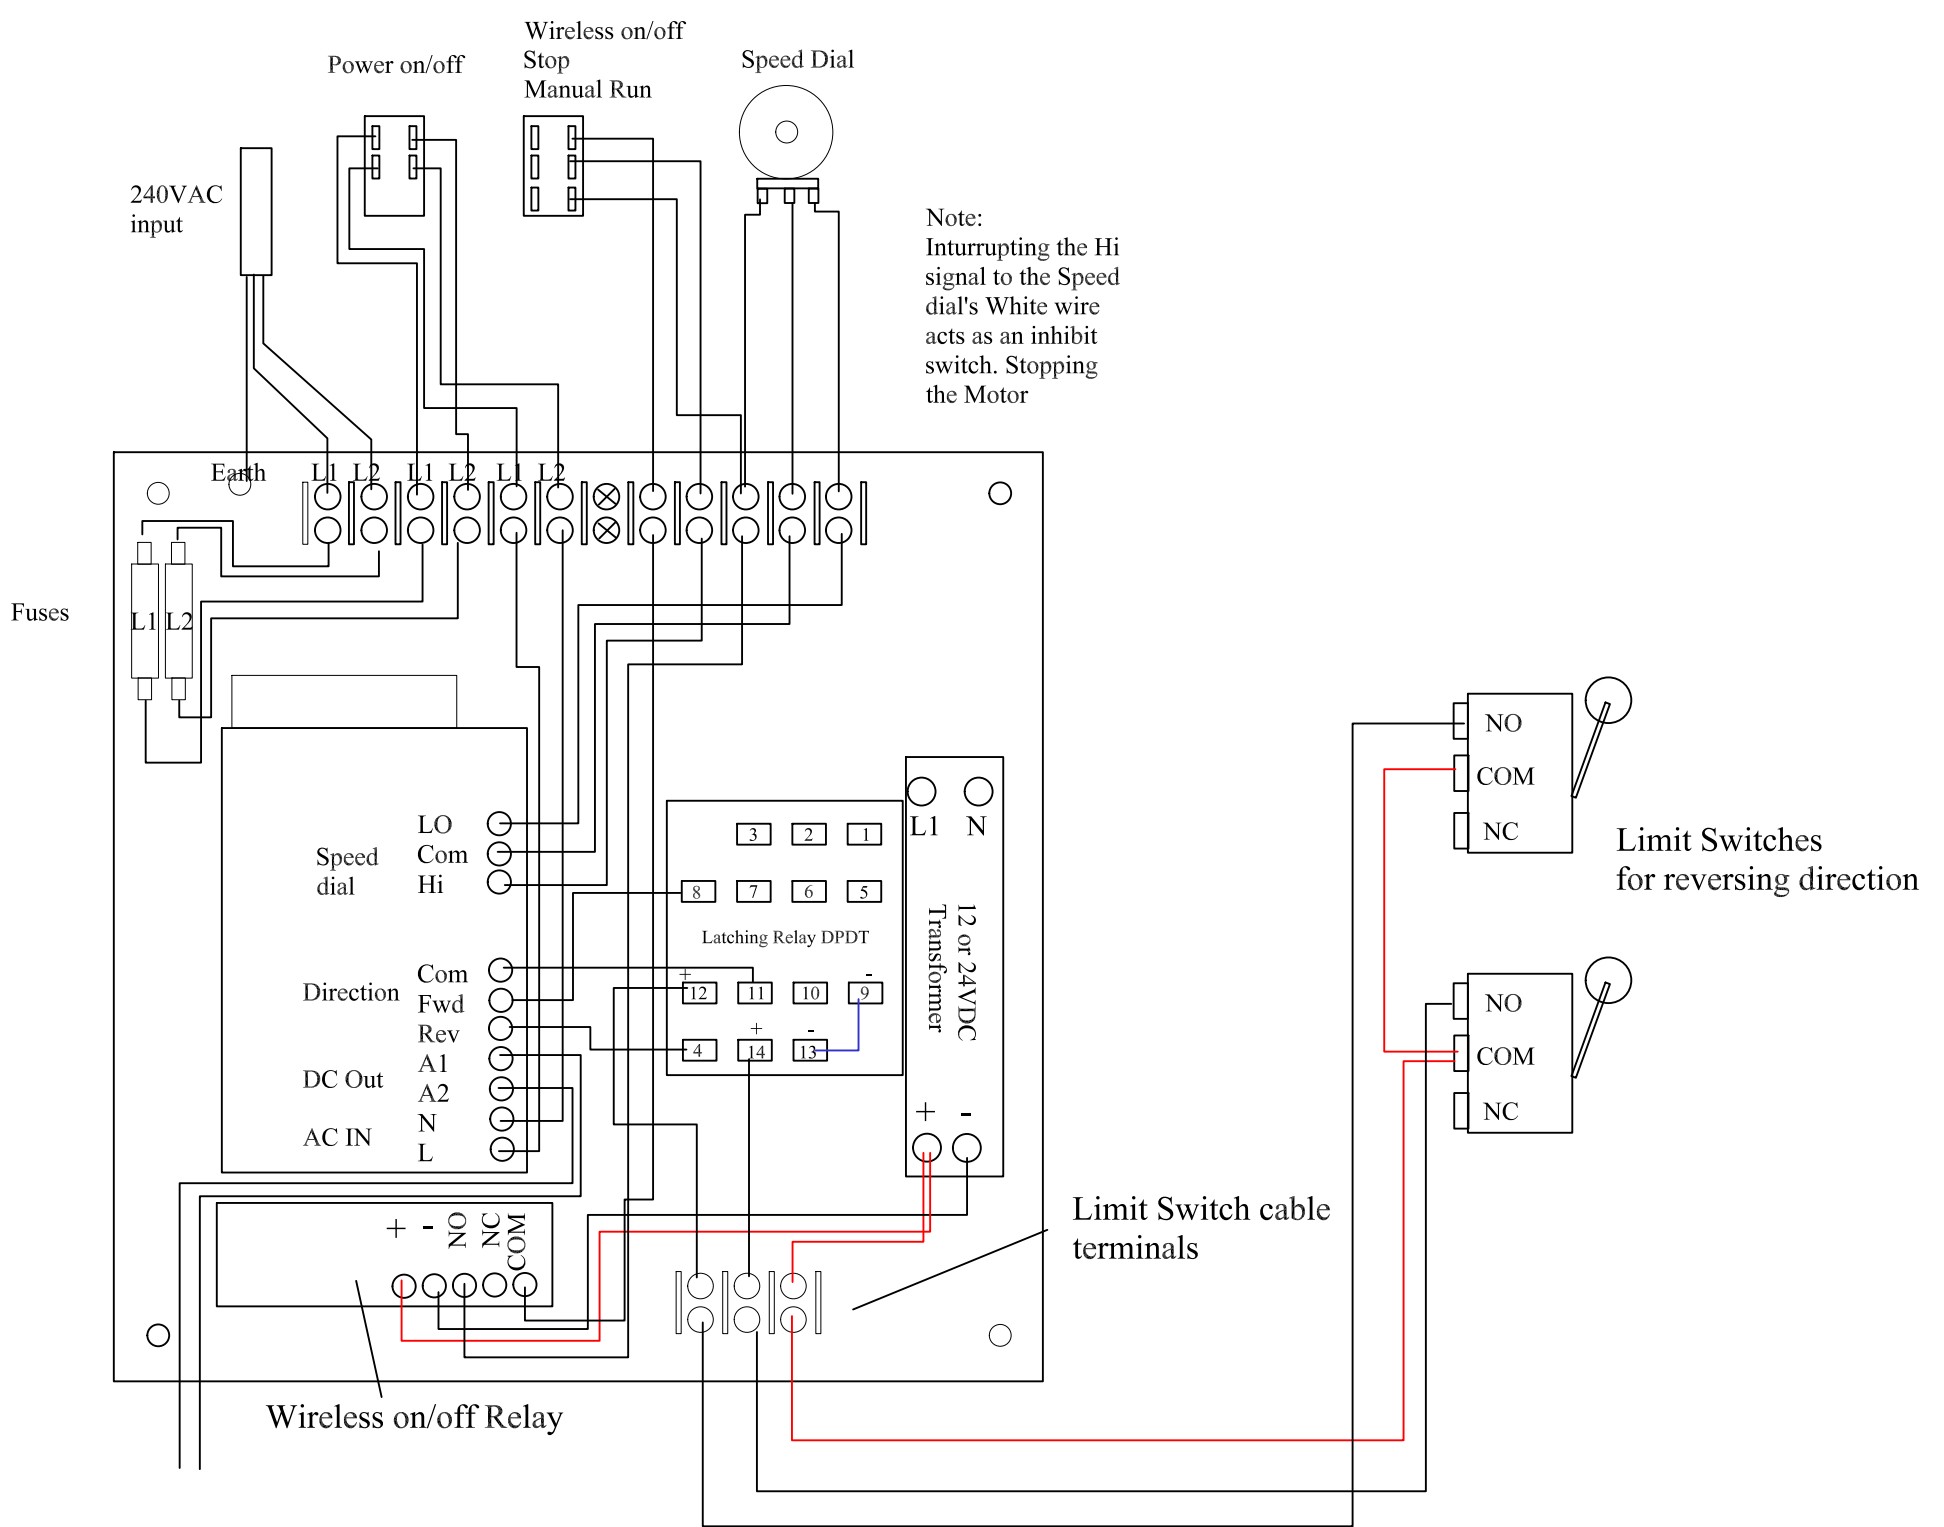 Wireless on/off
Stop
Manual Run
Power on/off
Speed Dial
240VAC
input
Note:
Inturrupting the Hi
signal to the Speed
dial's White wire
acts as an inhibit
switch. Stopping
the Motor
Earth L1 L2 L1 L2 L1 L2
Fuses
L1 L2
LO
Com
Hi
Speed
dial
Com
Fwd
Rev
Direction
A1
A2
DC Out
N
L
AC IN
3 2 1
8 7 6 5
Latching Relay DPDT
+ -
12 11 10 9
+ -
4 14 13
L1 N
12 or 24VDC
Transformer
+ -
NO
COM
NC
Limit Switches
for reversing direction
NO
COM
NC
Limit Switch cable
terminals
+ - NO NC COM
Wireless on/off Relay